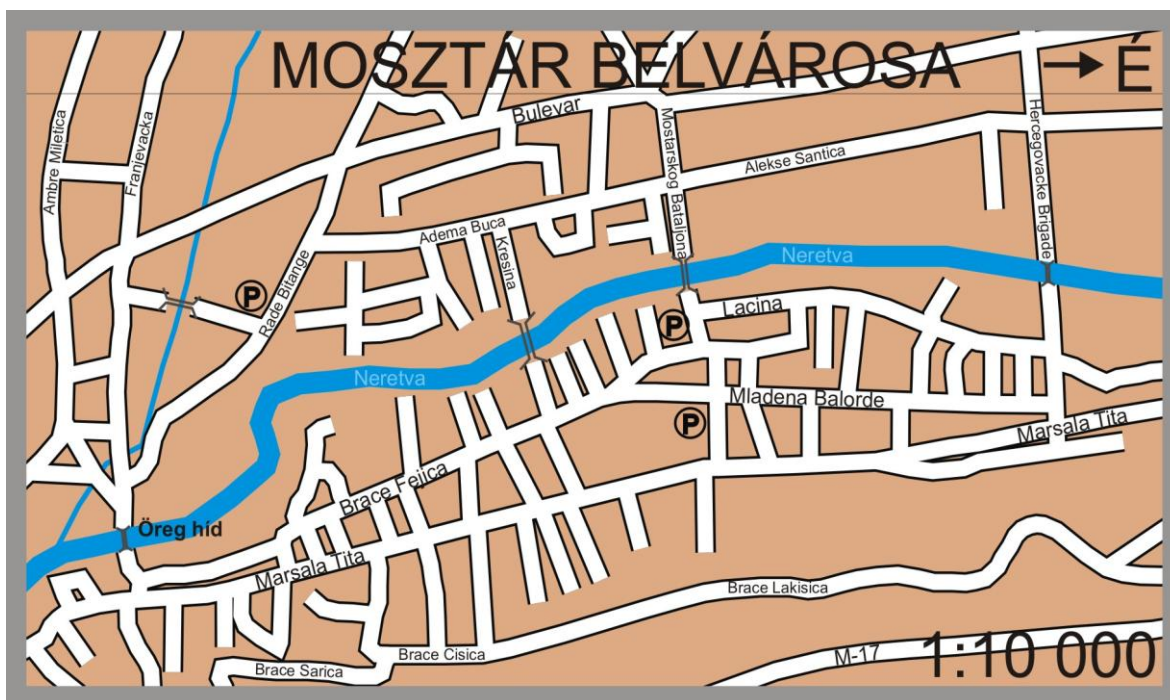 MOSZTÁR BELVÁROSA
É
Bulevar
Ambre Miletica
Franjevacka
Mostarskog Bataljona
Hercegovacke Brigade
Alekse Santica
Adema Buca
Kresina
Rade Bitange
P
Neretva
Lacina
P
Neretva
Mladena Balorde
P
Marsala Tita
Brace Fejica
Öreg híd
Marsala Tita
Brace Lakisica
Brace Cisica
Brace Sarica
M-17
1:10 000